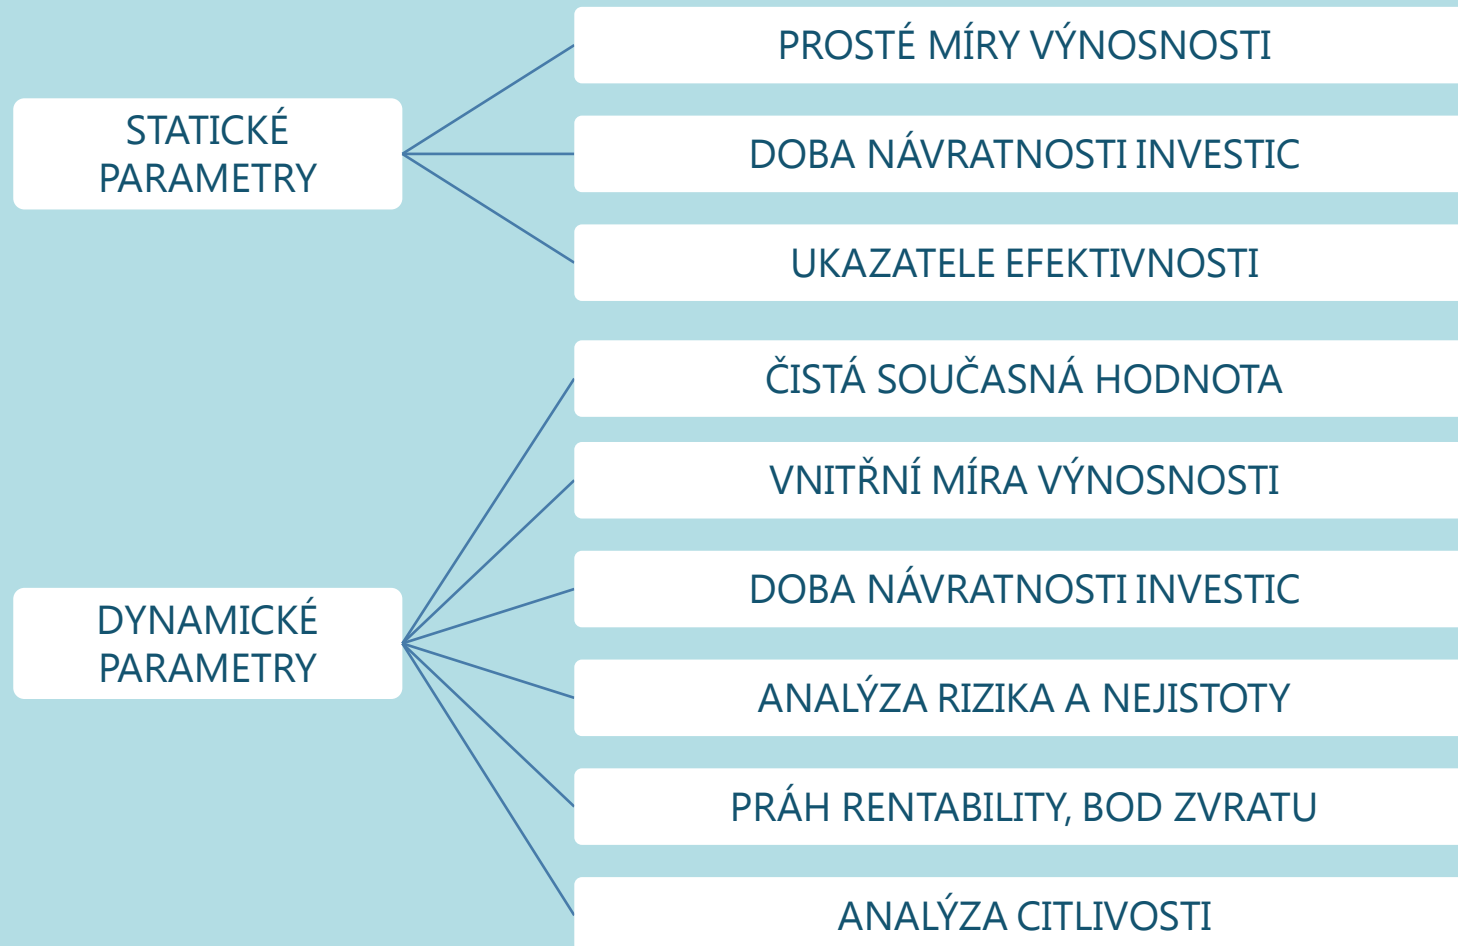 STATICKÉ
PARAMETRY
PROSTÉ MÍRY VÝNOSNOSTI
DOBA NÁVRATNOSTI INVESTIC
UKAZATELE EFEKTIVNOSTI
DYNAMICKÉ
PARAMETRY
ČISTÁ SOUČASNÁ HODNOTA
VNITŘNÍ MÍRA VÝNOSNOSTI
DOBA NÁVRATNOSTI INVESTIC
ANALÝZA RIZIKA A NEJISTOTY
PRÁH RENTABILITY, BOD ZVRATU
ANALÝZA CITLIVOSTI